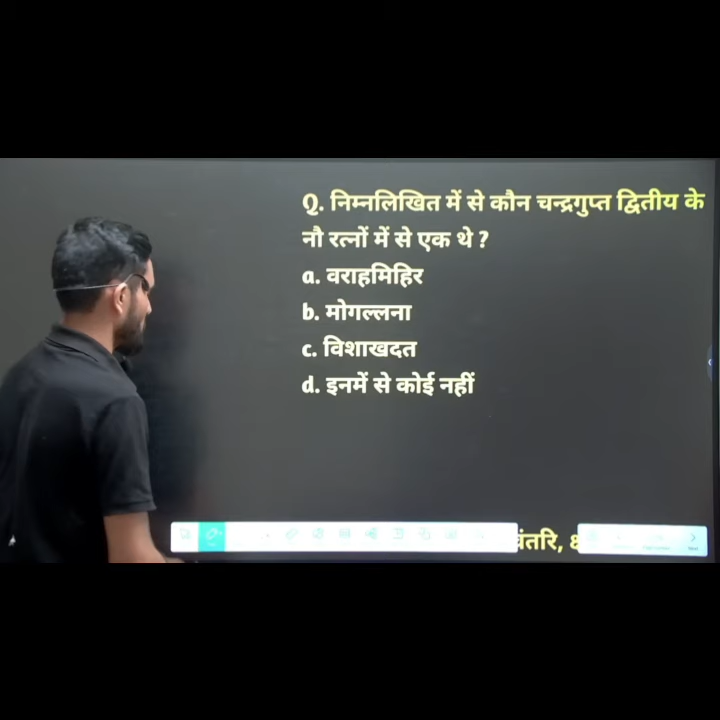 Q. निम्नलिखित में से कौन चन्द्रगुप्त द्वितीय के
नौ रत्नों में से एक थे ?
a. वराहमिहिर
b. मोगल्लना
c. विशाखदत
d. इनमें से कोई नहीं